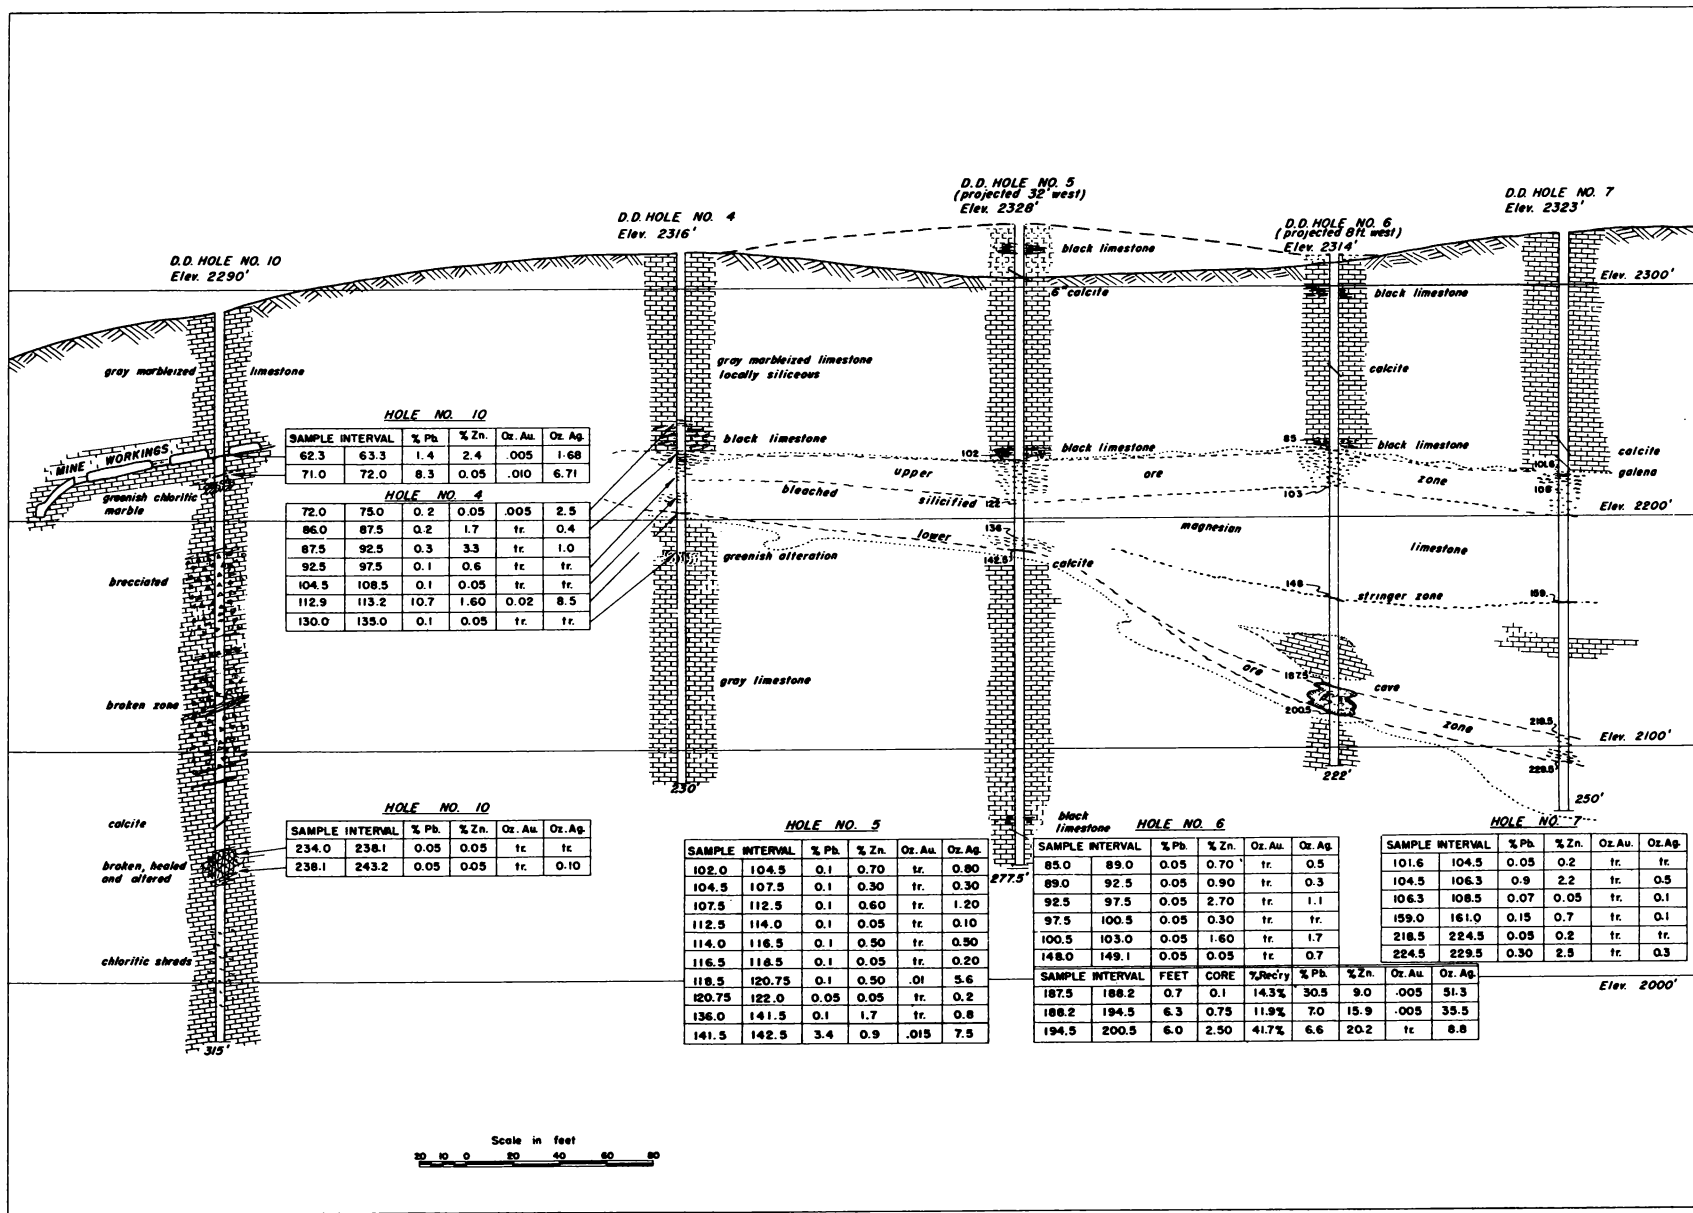 D.D. HOLE NO. 5
(projected 32' west)
Elev. 2328'
D.D. HOLE NO. 7
Elev. 2323'
D.D. HOLE NO. 4
Elev. 2316'
D.D. HOLE NO. 6
(projected 8 ft. west)
Elev. 2314'
D.D. HOLE NO. 10
Elev. 2290'
black limestone
Elev. 2300'
6" calcite
black limestone
gray marbleized limestone
gray marbleized limestone
locally siliceous
calcite
black limestone
85
black limestone
102
black limestone
calcite
101.6
galena
108
upper ore zone
103
bleached silicified 122
Elev. 2200'
magnesian limestone
MINE WORKINGS
greenish chloritic
marble
lower
136
142.5
calcite
greenish alteration
brecciated
148
stringer zone
159
gray limestone
broken zone
187.5
cave
ore zone
200.5
218.5
229.5
Elev. 2100'
222'
230'
250'
calcite
black
limestone
277.5'
broken, healed
and altered
chloritic shreds
315'
Elev. 2000'
HOLE NO. 10
SAMPLE INTERVAL % Pb. % Zn. Oz. Au. Oz. Ag.
62.3 63.3 1.4 2.4 .005 1.68
71.0 72.0 8.3 0.05 .010 6.71
HOLE NO. 4
72.0 75.0 0.2 0.05 .005 2.5
86.0 87.5 0.2 1.7 tr. 0.4
87.5 92.5 0.3 3.3 tr. 1.0
92.5 97.5 0.1 0.6 tr. tr.
104.5 108.5 0.1 0.05 tr. tr.
112.9 113.2 10.7 1.60 0.02 8.5
130.0 135.0 0.1 0.05 tr. tr.
HOLE NO. 10
SAMPLE INTERVAL % Pb. % Zn. Oz. Au. Oz. Ag.
234.0 238.1 0.05 0.05 tr. tr.
238.1 243.2 0.05 0.05 tr. 0.10
HOLE NO. 5
SAMPLE INTERVAL % Pb. % Zn. Oz. Au. Oz. Ag.
102.0 104.5 0.1 0.70 tr. 0.80
104.5 107.5 0.1 0.30 tr. 0.30
107.5 112.5 0.1 0.60 tr. 1.20
112.5 114.0 0.1 0.05 tr. 0.10
114.0 116.5 0.1 0.50 tr. 0.50
116.5 118.5 0.1 0.05 tr. 0.20
118.5 120.75 0.1 0.50 .01 5.6
120.75 122.0 0.05 0.05 tr. 0.2
136.0 141.5 0.1 1.7 tr. 0.8
141.5 142.5 3.4 0.9 .015 7.5
HOLE NO. 6
SAMPLE INTERVAL % Pb. % Zn. Oz. Au. Oz. Ag.
85.0 89.0 0.05 0.70 tr. 0.5
89.0 92.5 0.05 0.90 tr. 0.3
92.5 97.5 0.05 2.70 tr. 1.1
97.5 100.5 0.05 0.30 tr. tr.
100.5 103.0 0.05 1.60 tr. 1.7
148.0 149.1 0.05 0.05 tr. 0.7
SAMPLE INTERVAL FEET CORE % Rec'ry % Pb. % Zn. Oz. Au. Oz. Ag.
187.5 188.2 0.7 0.1 14.3% 30.5 9.0 .005 51.3
188.2 194.5 6.3 0.75 11.9% 7.0 15.9 .005 35.5
194.5 200.5 6.0 2.50 41.7% 6.6 20.2 tr. 8.8
HOLE NO. 7
SAMPLE INTERVAL % Pb. % Zn. Oz. Au. Oz. Ag.
101.6 104.5 0.05 0.2 tr. tr.
104.5 106.3 0.9 2.2 tr. 0.5
106.3 108.5 0.07 0.05 tr. 0.1
159.0 161.0 0.15 0.7 tr. 0.1
218.5 224.5 0.05 0.2 tr. tr.
224.5 229.5 0.30 2.5 tr. 0.3
Scale in feet
20 10 0 20 40 60 80